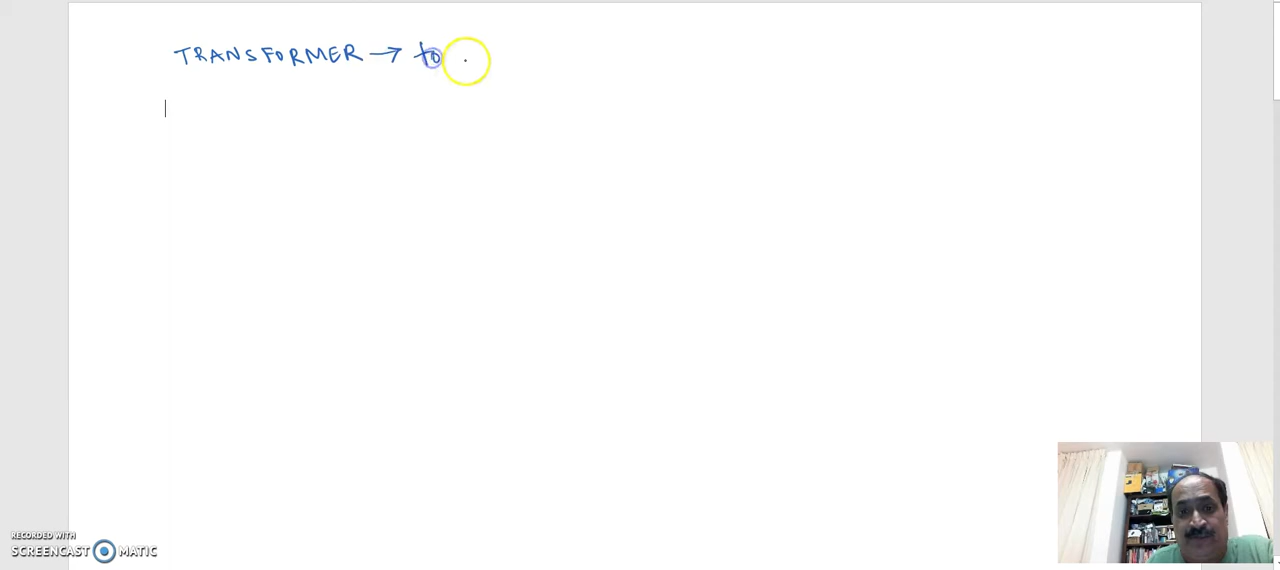 TRANSFORMER → to
RECORDED WITH
SCREENCAST MATIC